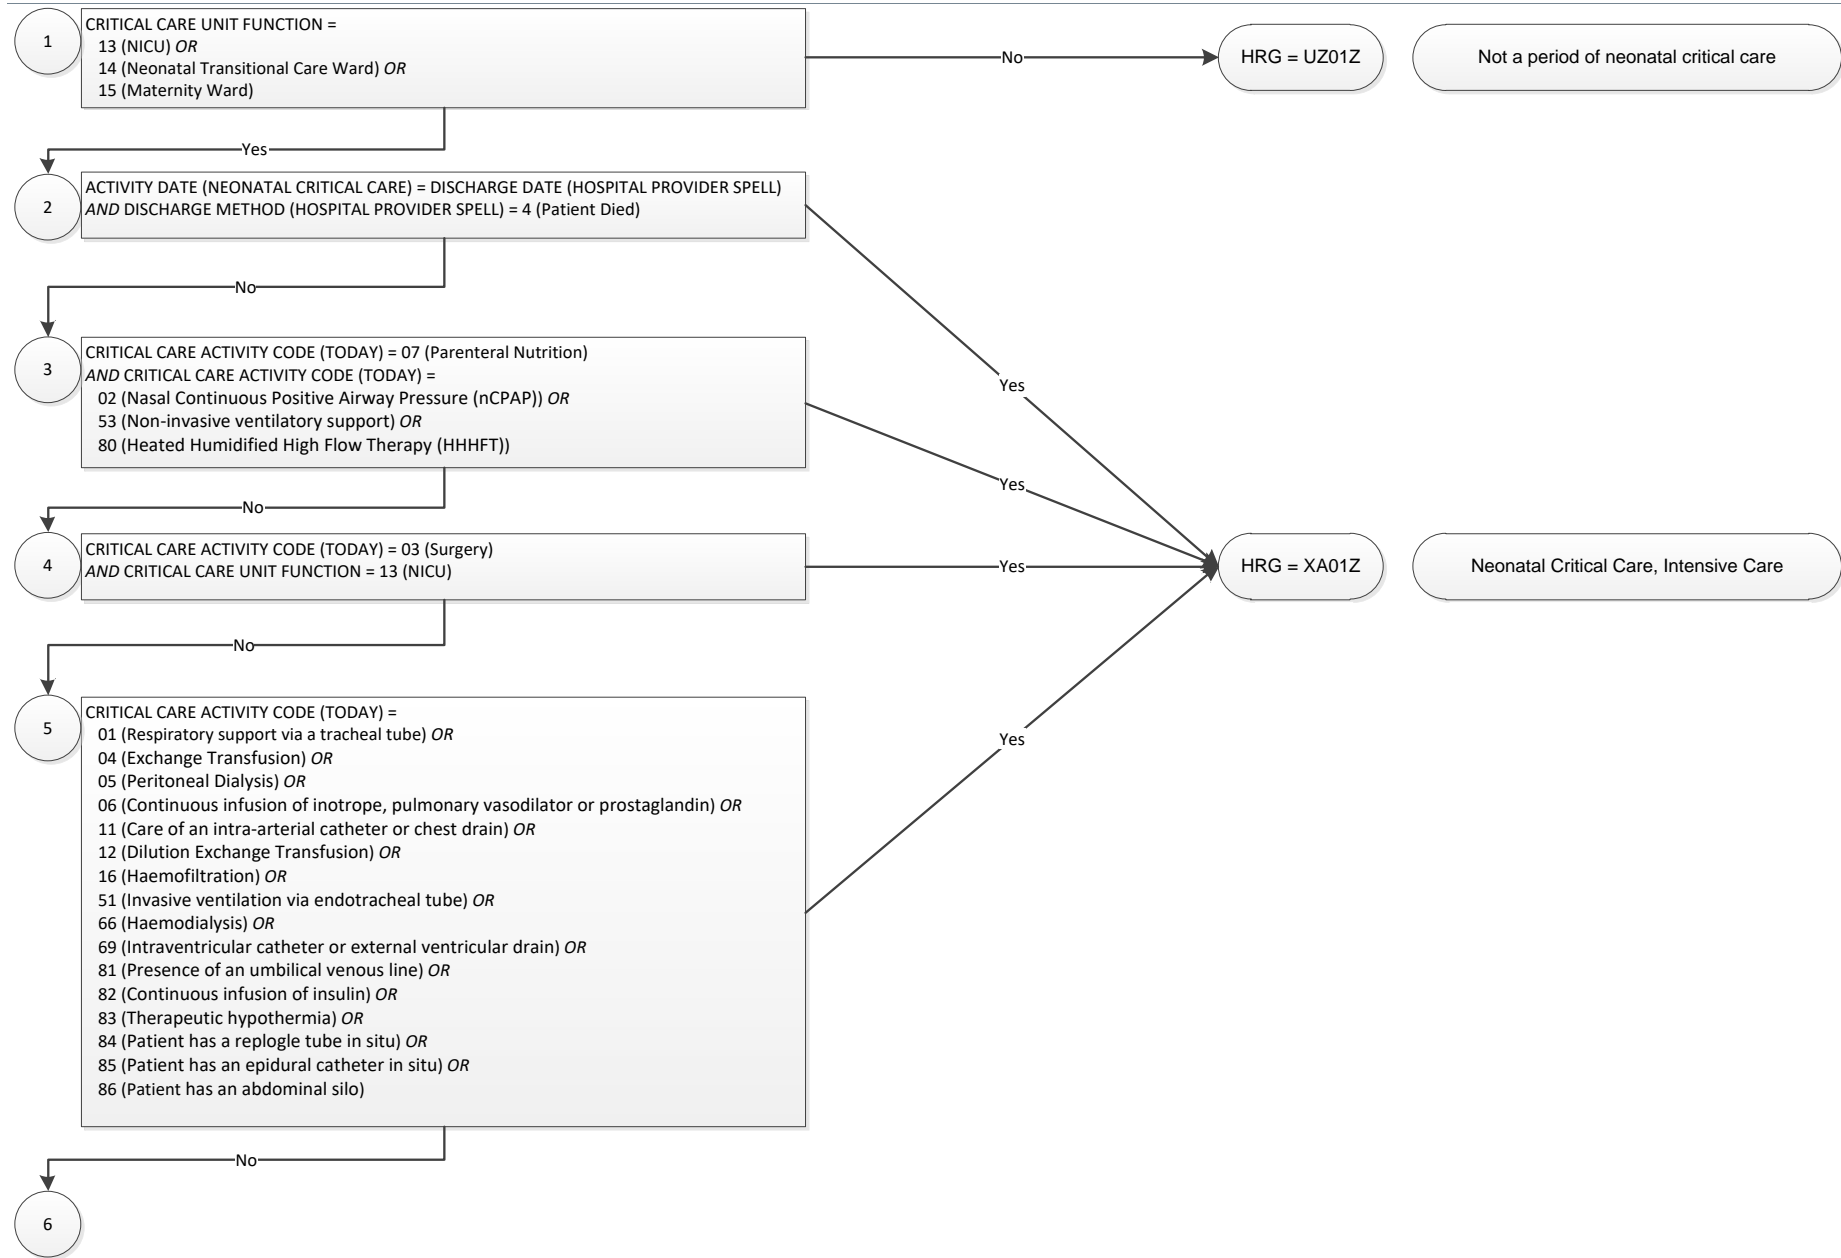 1
CRITICAL CARE UNIT FUNCTION =
13 (NICU) OR
14 (Neonatal Transitional Care Ward) OR
15 (Maternity Ward)
No
HRG = UZ01Z
Not a period of neonatal critical care
Yes
2
ACTIVITY DATE (NEONATAL CRITICAL CARE) = DISCHARGE DATE (HOSPITAL PROVIDER SPELL)
AND DISCHARGE METHOD (HOSPITAL PROVIDER SPELL) = 4 (Patient Died)
Yes
No
3
CRITICAL CARE ACTIVITY CODE (TODAY) = 07 (Parenteral Nutrition)
AND CRITICAL CARE ACTIVITY CODE (TODAY) =
02 (Nasal Continuous Positive Airway Pressure (nCPAP)) OR
53 (Non-invasive ventilatory support) OR
80 (Heated Humidified High Flow Therapy (HHHFT))
Yes
No
4
CRITICAL CARE ACTIVITY CODE (TODAY) = 03 (Surgery)
AND CRITICAL CARE UNIT FUNCTION = 13 (NICU)
Yes
HRG = XA01Z
Neonatal Critical Care, Intensive Care
No
5
CRITICAL CARE ACTIVITY CODE (TODAY) =
01 (Respiratory support via a tracheal tube) OR
04 (Exchange Transfusion) OR
05 (Peritoneal Dialysis) OR
06 (Continuous infusion of inotrope, pulmonary vasodilator or prostaglandin) OR
11 (Care of an intra-arterial catheter or chest drain) OR
12 (Dilution Exchange Transfusion) OR
16 (Haemofiltration) OR
51 (Invasive ventilation via endotracheal tube) OR
66 (Haemodialysis) OR
69 (Intraventricular catheter or external ventricular drain) OR
81 (Presence of an umbilical venous line) OR
82 (Continuous infusion of insulin) OR
83 (Therapeutic hypothermia) OR
84 (Patient has a replogle tube in situ) OR
85 (Patient has an epidural catheter in situ) OR
86 (Patient has an abdominal silo)
Yes
No
6